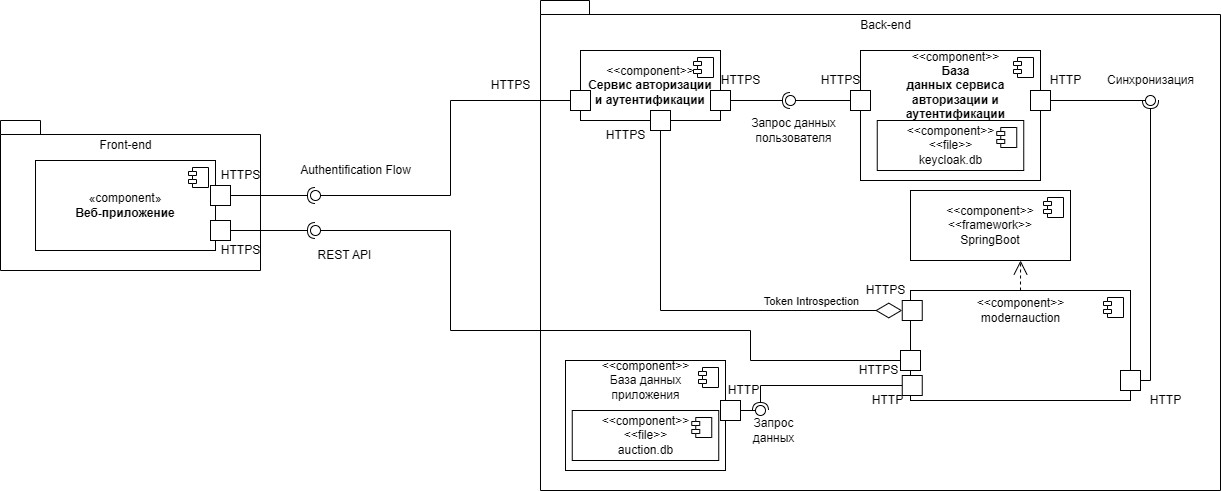 Front-end
«component»
Веб-приложение
HTTPS
HTTPS
Authentification Flow
REST API
Back-end
HTTPS
<<component>>
Сервис авторизации
и аутентификации
HTTPS
HTTPS
Запрос данных
пользователя
HTTPS
<<component>>
База
данных сервиса
авторизации и
аутентификации
<<component>>
<<file>>
keycloak.db
HTTP
Синхронизация
<<component>>
<<framework>>
SpringBoot
HTTPS
Token Introspection
<<component>>
modernauction
HTTPS
HTTP
HTTP
<<component>>
База данных
приложения
HTTP
<<component>>
<<file>>
auction.db
Запрос
данных